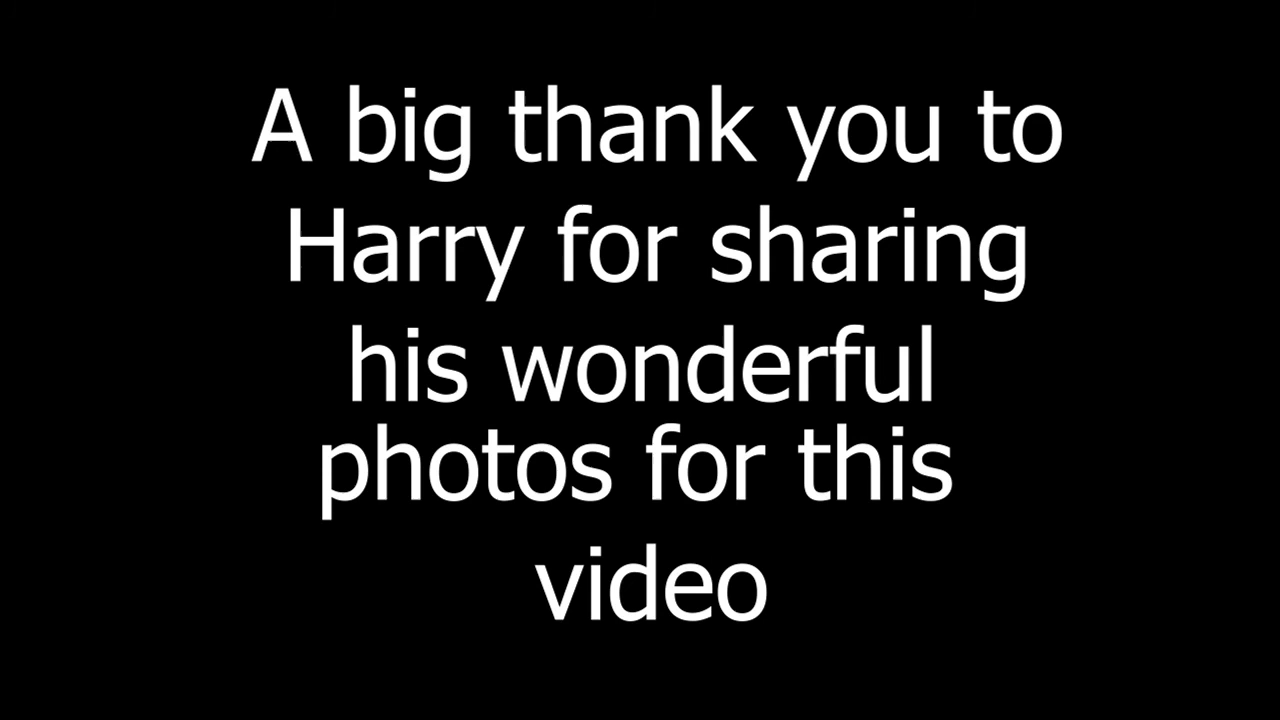 A big thank you to
Harry for sharing
his wonderful
photos for this
video